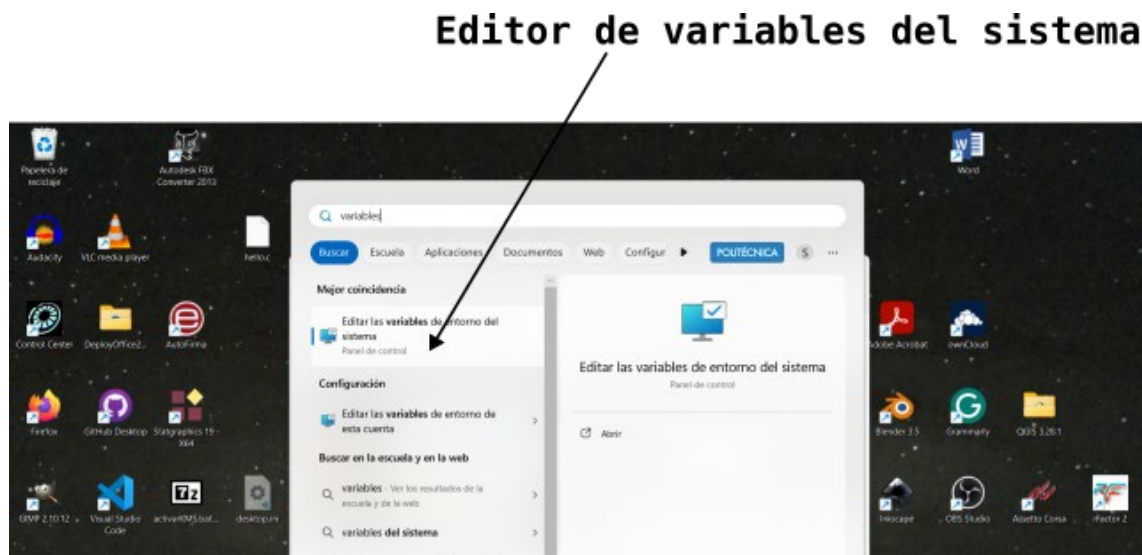 Editor de variables del sistema
Papelera de
reciclaje
Autodesk FBX
Converter 2013
Word
variables
Buscar Escuela Aplicaciones Documentos Web Configur POLITÉCNICA S ...
Audacity VLC media player hello.c
Mejor coincidencia
Editar las variables de entorno del
sistema
Panel de control
Editar las variables de entorno del sistema
Panel de control
Control Center DeployOffice2... AutoFirma
Adobe Acrobat ownCloud
Configuración
Editar las variables de entorno de
esta cuenta
Abrir
Firefox GitHub Desktop Statgraphics 19 -
X64
Blender 3.3 Grammarly QGIS 3.28.1
Buscar en la escuela y en la web
variables - Ver los resultados de la
escuela y de la web
variables del sistema
GIMP 2.10.12 Visual Studio
Code
activarKMS.bat... desktop.ini
Inkscape OBS Studio Assetto Corsa rFactor 2